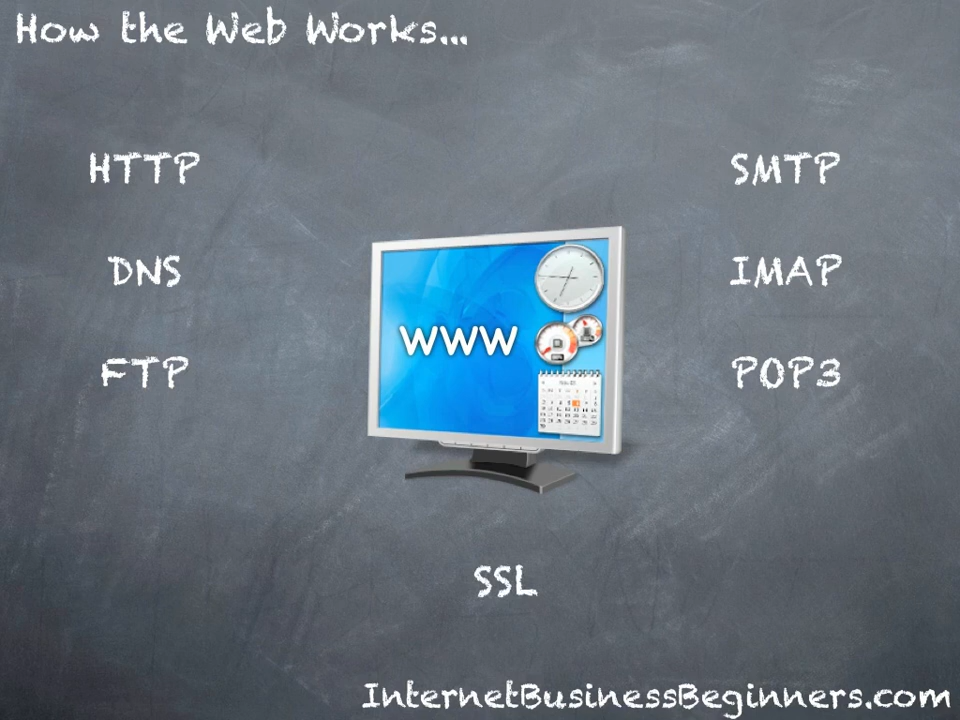 How the Web Works...
HTTP
SMTP
DNS
IMAP
www
FTP
POP3
SSL
InternetBusinessBeginners.com